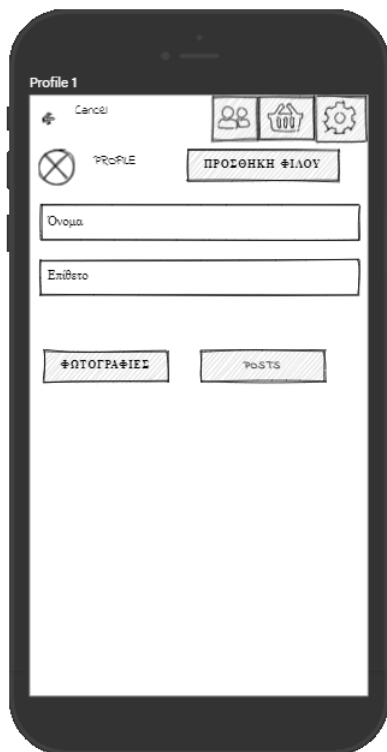 Profile 1
Cancel
PROFILE
ΠΡΟΣΘΗΚΗ ΦΙΛΟΥ
Όνομα
Επίθετο
ΦΩΤΟΓΡΑΦΙΕΣ
POSTS